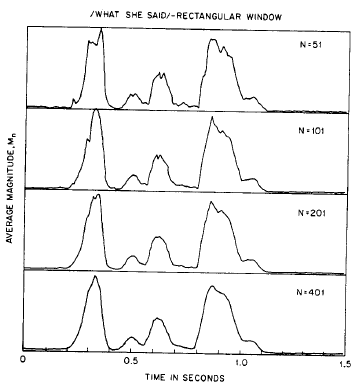 /WHAT SHE SAID/-RECTANGULAR WINDOW
N=51
N=101
N=201
N=401
AVERAGE MAGNITUDE, Mn
0 0.5 1.0 1.5
TIME IN SECONDS